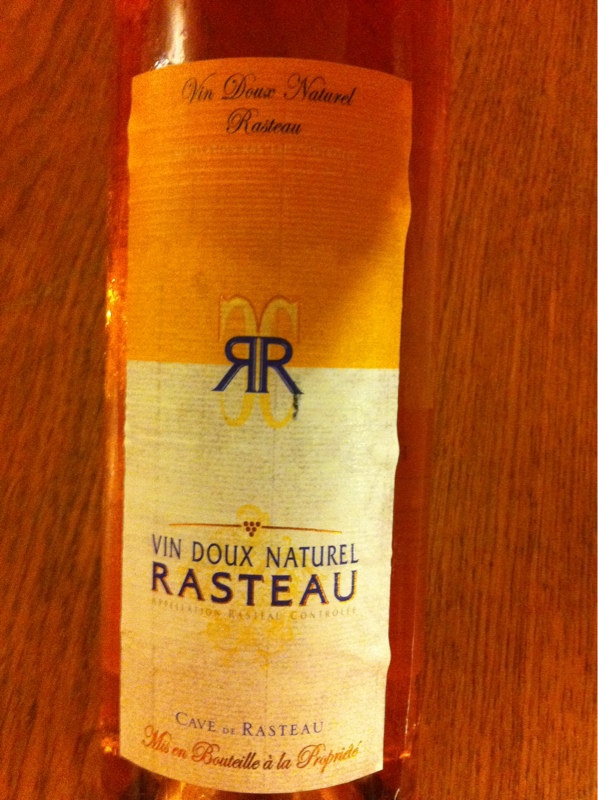 Vin Doux Naturel
Rasteau
RR
VIN DOUX NATUREL
RASTEAU
APPELLATION RASTEAU CONTRÔLÉE
CAVE DE RASTEAU
Mis en Bouteille à la Propriété